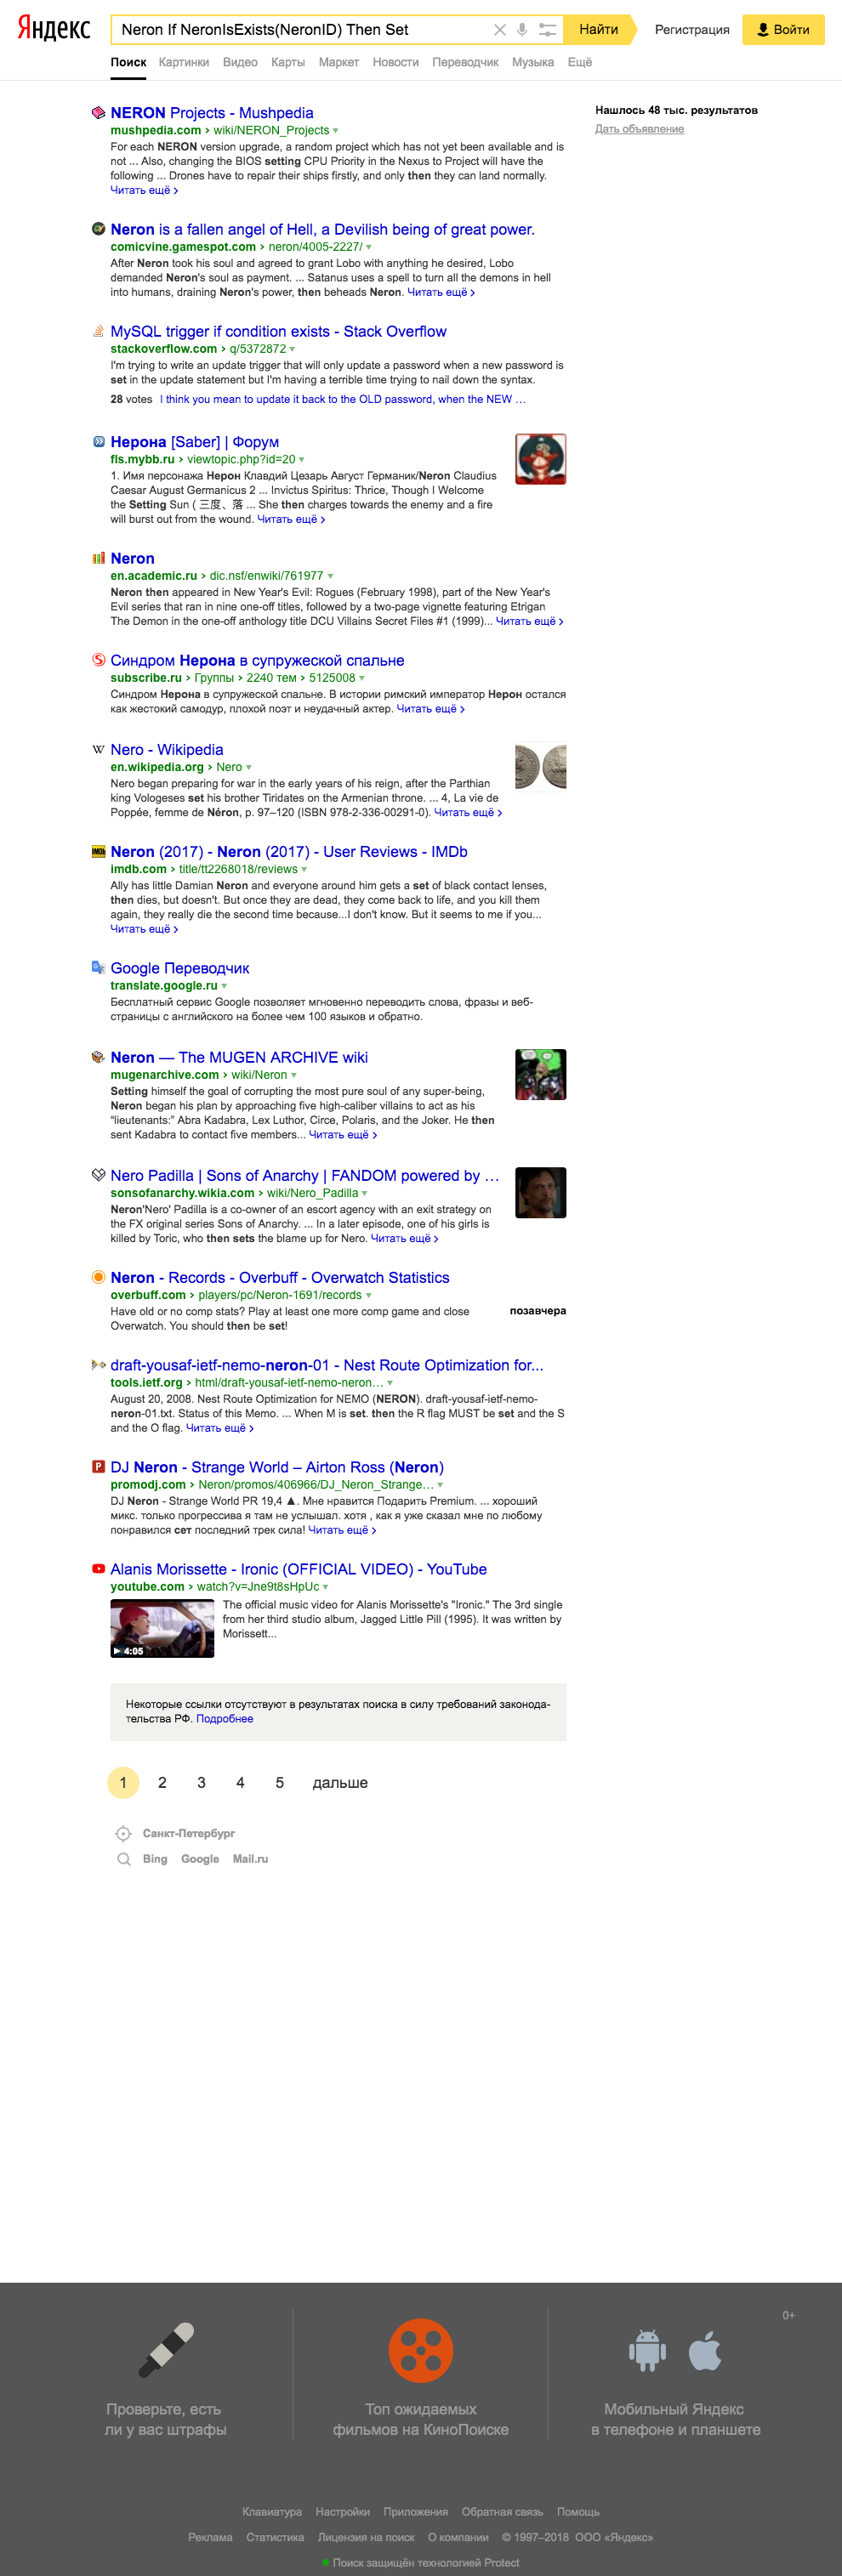 Яндекс
Neron If NeronIsExists(NeronID) Then Set
Найти
Регистрация
Войти
Поиск Картинки Видео Карты Маркет Новости Переводчик Музыка Ещё
Нашлось 48 тыс. результатов
Дать объявление
NERON Projects - Mushpedia
mushpedia.com › wiki/NERON_Projects
For each NERON version upgrade, a random project which has not yet been available and is
not ... Also, changing the BIOS setting CPU Priority in the Nexus to Project will have the
following ... Drones have to repair their ships firstly, and only then they can land normally.
Читать ещё ›
Neron is a fallen angel of Hell, a Devilish being of great power.
comicvine.gamespot.com › neron/4005-2227/
After Neron took his soul and agreed to grant Lobo with anything he desired, Lobo
demanded Neron's soul as payment. ... Satanus uses a spell to turn all the demons in hell
into humans, draining Neron's power, then beheads Neron. Читать ещё ›
MySQL trigger if condition exists - Stack Overflow
stackoverflow.com › q/5372872
I'm trying to write an update trigger that will only update a password when a new password is
set in the update statement but I'm having a terrible time trying to nail down the syntax.
28 votes I think you mean to update it back to the OLD password, when the NEW …
Нерона [Saber] | Форум
fls.mybb.ru › viewtopic.php?id=20
1. Имя персонажа Нерон Клавдий Цезарь Август Германик/Neron Claudius
Caesar August Germanicus 2 ... Invictus Spiritus: Thrice, Though I Welcome
the Setting Sun ( 三度、落 ... She then charges towards the enemy and a fire
will burst out from the wound. Читать ещё ›
Neron
en.academic.ru › dic.nsf/enwiki/761977
Neron then appeared in New Year's Evil: Rogues (February 1998), part of the New Year's
Evil series that ran in nine one-off titles, followed by a two-page vignette featuring Etrigan
The Demon in the one-off anthology title DCU Villains Secret Files #1 (1999)... Читать ещё ›
Синдром Нерона в супружеской спальне
subscribe.ru › Группы › 2240 тем › 5125008
Синдром Нерона в супружеской спальне. В истории римский император Нерон остался
как жестокий самодур, плохой поэт и неудачный актер. Читать ещё ›
Nero - Wikipedia
en.wikipedia.org › Nero
Nero began preparing for war in the early years of his reign, after the Parthian
king Vologeses set his brother Tiridates on the Armenian throne. ... 4, La vie de
Poppée, femme de Néron, p. 97–120 (ISBN 978-2-336-00291-0). Читать ещё ›
IMDb
Neron (2017) - Neron (2017) - User Reviews - IMDb
imdb.com › title/tt2268018/reviews
Ally has little Damian Neron and everyone around him gets a set of black contact lenses,
then dies, but doesn't. But once they are dead, they come back to life, and you kill them
again, they really die the second time because...I don't know. But it seems to me if you...
Читать ещё ›
Google Переводчик
translate.google.ru
Бесплатный сервис Google позволяет мгновенно переводить слова, фразы и веб-
страницы с английского на более чем 100 языков и обратно.
Neron — The MUGEN ARCHIVE wiki
mugenarchive.com › wiki/Neron
Setting himself the goal of corrupting the most pure soul of any super-being,
Neron began his plan by approaching five high-caliber villains to act as his
“lieutenants:” Abra Kadabra, Lex Luthor, Circe, Polaris, and the Joker. He then
sent Kadabra to contact five members... Читать ещё ›
Nero Padilla | Sons of Anarchy | FANDOM powered by …
sonsofanarchy.wikia.com › wiki/Nero_Padilla
Neron'Nero' Padilla is a co-owner of an escort agency with an exit strategy on
the FX original series Sons of Anarchy. ... In a later episode, one of his girls is
killed by Toric, who then sets the blame up for Nero. Читать ещё ›
Neron - Records - Overbuff - Overwatch Statistics
overbuff.com › players/pc/Neron-1691/records
Have old or no comp stats? Play at least one more comp game and close
Overwatch. You should then be set!
позавчера
draft-yousaf-ietf-nemo-neron-01 - Nest Route Optimization for...
tools.ietf.org › html/draft-yousaf-ietf-nemo-neron…
August 20, 2008. Nest Route Optimization for NEMO (NERON). draft-yousaf-ietf-nemo-
neron-01.txt. Status of this Memo. ... When M is set. then the R flag MUST be set and the S
and the O flag. Читать ещё ›
DJ Neron - Strange World – Airton Ross (Neron)
promodj.com › Neron/promos/406966/DJ_Neron_Strange…
DJ Neron - Strange World PR 19,4 ▲. Мне нравится Подарить Premium. ... хороший
микс. только прогрессива я там не услышал. хотя , как я уже сказал мне по любому
понравился сет последний трек сила! Читать ещё ›
Alanis Morissette - Ironic (OFFICIAL VIDEO) - YouTube
youtube.com › watch?v=Jne9t8sHpUc
4:05
The official music video for Alanis Morissette's "Ironic." The 3rd single
from her third studio album, Jagged Little Pill (1995). It was written by
Morissett...
Некоторые ссылки отсутствуют в результатах поиска в силу требований законода-
тельства РФ. Подробнее
1 2 3 4 5 дальше
Санкт-Петербург
Bing Google Mail.ru
0+
Проверьте, есть
ли у вас штрафы
Топ ожидаемых
фильмов на КиноПоиске
Мобильный Яндекс
в телефоне и планшете
Клавиатура Настройки Приложения Обратная связь Помощь
Реклама Статистика Лицензия на поиск О компании © 1997–2018 ООО «Яндекс»
Поиск защищён технологией Protect